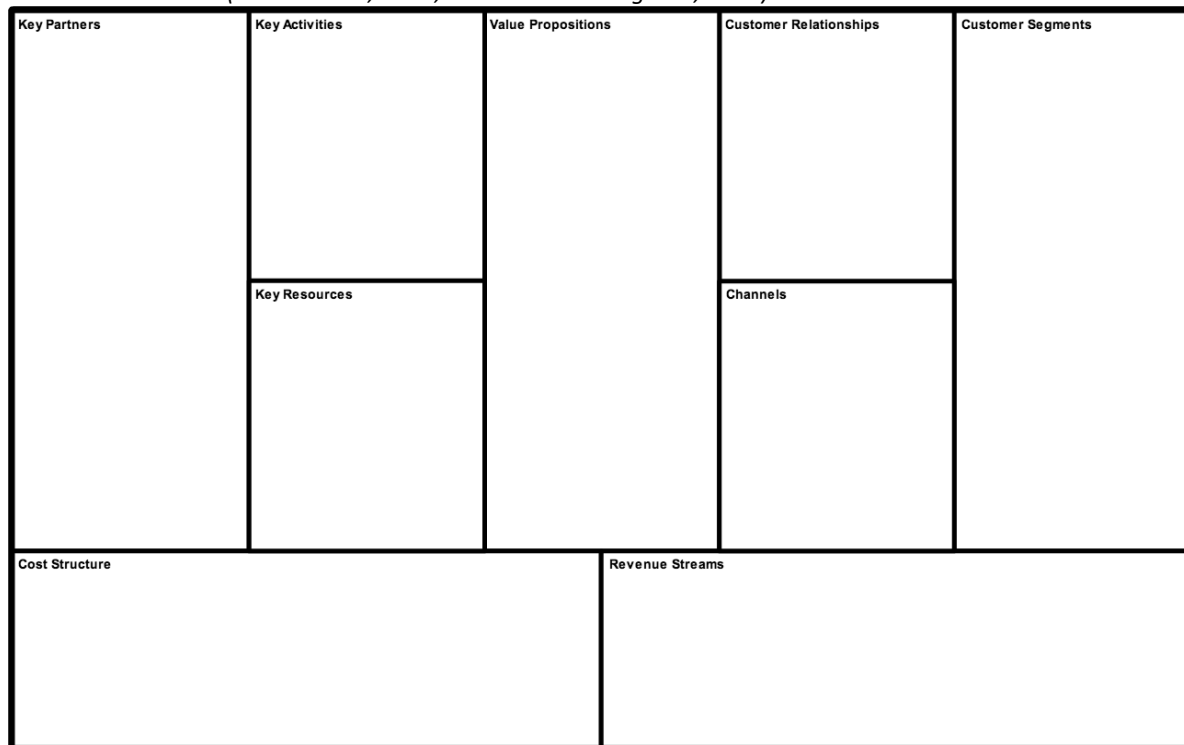 Key Partners
Key Activities
Value Propositions
Customer Relationships
Customer Segments
Key Resources
Channels
Cost Structure
Revenue Streams